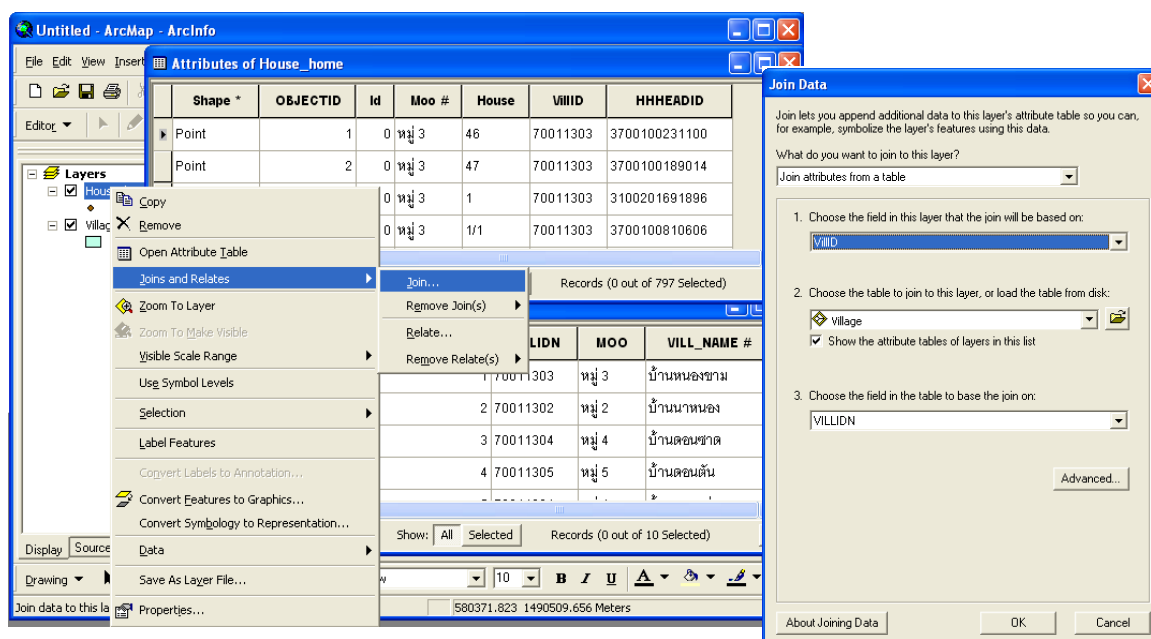 Untitled - ArcMap - ArcInfo
File Edit View Insert
Editor
Layers
Display Source
Drawing
10 B I U A
580371.823 1490509.656 Meters
Attributes of House_home
Shape * OBJECTID Id Moo # House VillID HHHEADID
Point 1 0 หมู่ 3 46 70011303 3700100231100
Point 2 0 หมู่ 3 47 70011303 3700100189014
0 หมู่ 3 1 70011303 3100201691896
0 หมู่ 3 1/1 70011303 3700100810606
Records (0 out of 797 Selected)
MOO VILL_NAME #
1 70011303 หมู่ 3 บ้านหนองขาม
2 70011302 หมู่ 2 บ้านนาหนอง
3 70011304 หมู่ 4 บ้านดอนซาด
4 70011305 หมู่ 5 บ้านดอนตัน
Show: All Selected Records (0 out of 10 Selected)
Copy
Remove
Open Attribute Table
Joins and Relates
Zoom To Layer
Zoom To Make Visible
Visible Scale Range
Use Symbol Levels
Selection
Label Features
Convert Labels to Annotation...
Convert Features to Graphics...
Convert Symbology to Representation...
Data
Save As Layer File...
Properties...
Join...
Remove Join(s)
Relate...
Remove Relate(s)
Join Data
Join lets you append additional data to this layer's attribute table so you can,
for example, symbolize the layer's features using this data.
What do you want to join to this layer?
Join attributes from a table
1. Choose the field in this layer that the join will be based on:
VillID
2. Choose the table to join to this layer, or load the table from disk:
Village
Show the attribute tables of layers in this list
3. Choose the field in the table to base the join on:
VILLIDN
Advanced...
About Joining Data OK Cancel